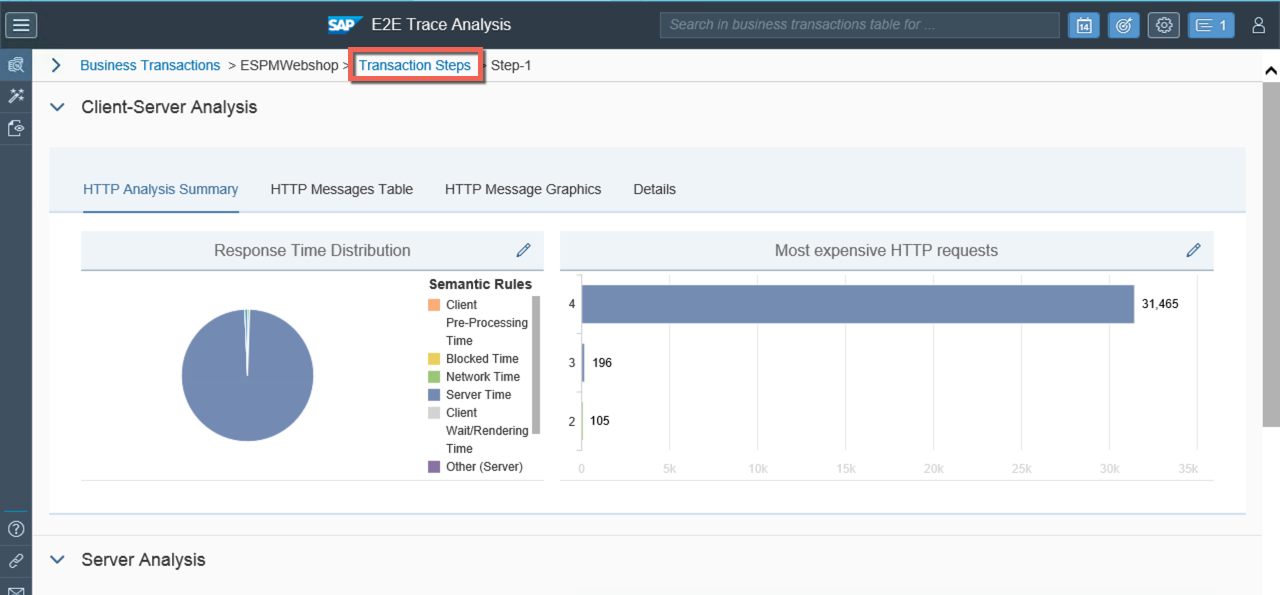 SAP E2E Trace Analysis
Search in business transactions table for ...
14
1
Business Transactions > ESPMWebshop > Transaction Steps Step-1
Client-Server Analysis
HTTP Analysis Summary HTTP Messages Table HTTP Message Graphics Details
Response Time Distribution
Semantic Rules
Client
Pre-Processing
Time
Blocked Time
Network Time
Server Time
Client
Wait/Rendering
Time
Other (Server)
Most expensive HTTP requests
4 31,465
3 196
2 105
0 5k 10k 15k 20k 25k 30k 35k
Server Analysis